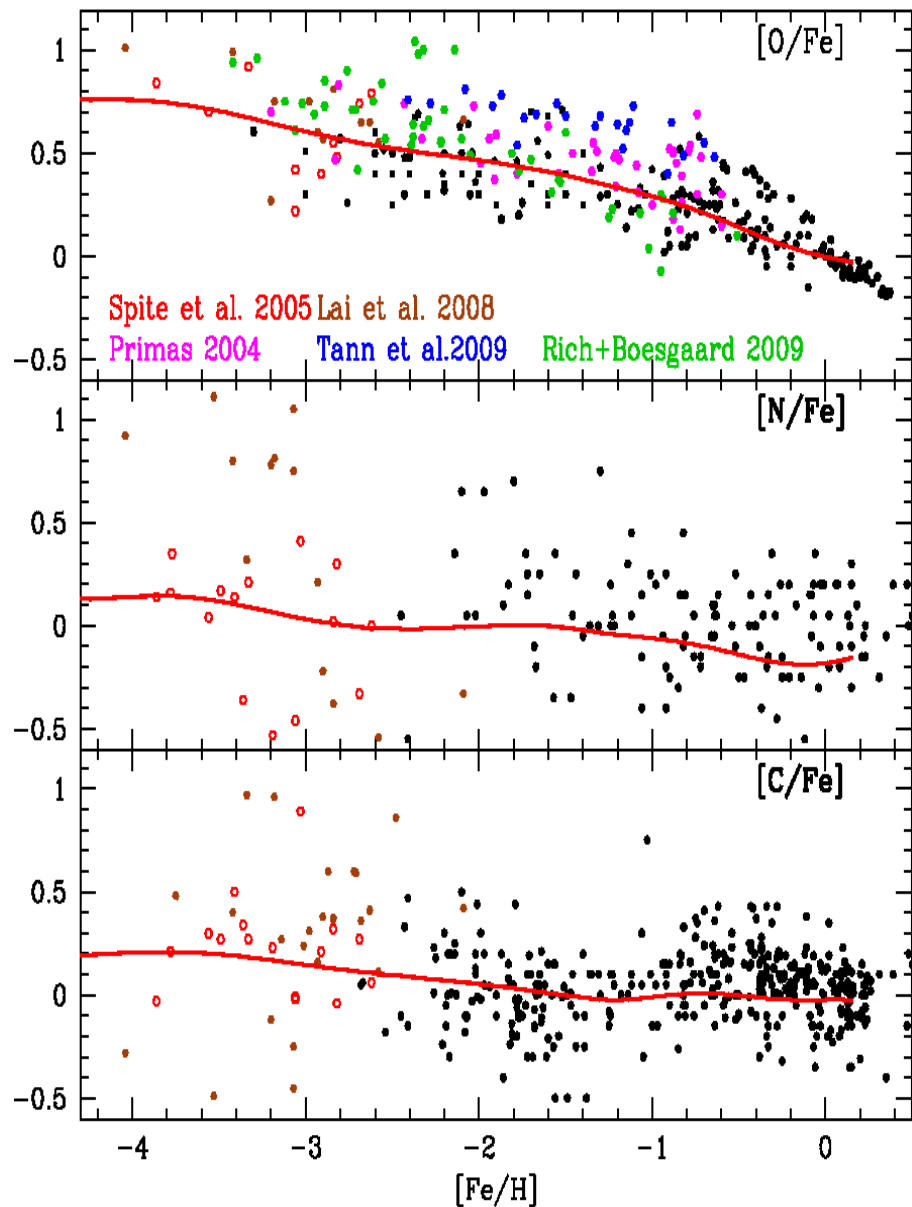 [O/Fe]
1
0.5
0
−0.5
Spite et al. 2005 Lai et al. 2008
Primas 2004 Tann et al.2009 Rich+Boesgaard 2009
[N/Fe]
1
0.5
0
−0.5
[C/Fe]
1
0.5
0
−0.5
−4 −3 −2 −1 0
[Fe/H]